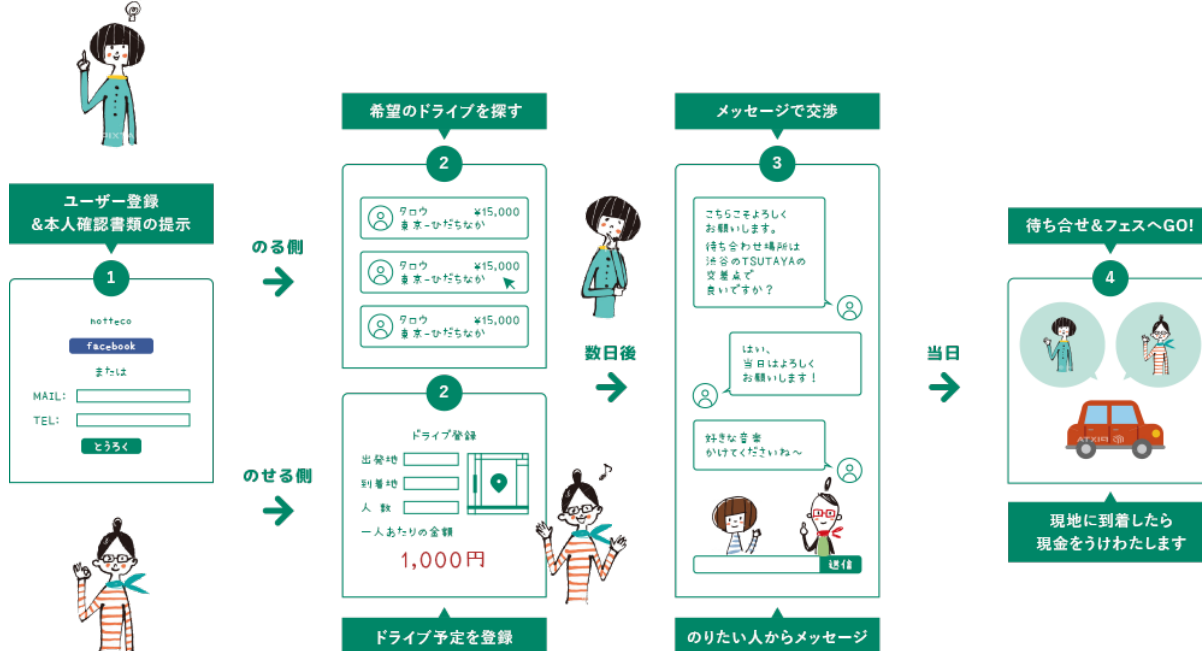 ユーザー登録
&本人確認書類の提示
1
notteco
facebook
または
MAIL:
TEL:
とうろく
のる側
のせる側
希望のドライブを探す
2
タロウ ¥15,000
東京-ひたちなか
タロウ ¥15,000
東京-ひたちなか
タロウ ¥15,000
東京-ひたちなか
2
ドライブ登録
出発地
到着地
人数
一人あたりの金額
1,000円
ドライブ予定を登録
数日後
メッセージで交渉
3
こちらこそよろしく
お願いします。
待ち合わせ場所は
渋谷のTSUTAYAの
交差点で
良いですか?
はい、
当日はよろしく
お願いします!
好きな音楽
かけてくださいね〜
返信
のりたい人からメッセージ
当日
待ち合せ&フェスへGO!
4
現地に到着したら
現金をうけわたします